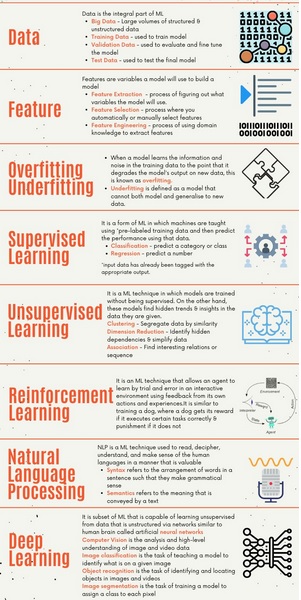 Data
Data is the integral part of ML
• Big Data - Large volumes of structured &
unstructured data
• Training Data - used to train model
• Validation Data - used to evaluate and fine tune
the model
• Test Data - used to test the final model
Feature
Features are variables a model will use to build a
model
• Feature Extraction - process of figuring out what
variables the model will use.
• Feature Selection - process where you
automatically or manually select features
• Feature Engineering - process of using domain
knowledge to extract features
Overfitting
Underfitting
• When a model learns the information and
noise in the training data to the point that it
degrades the model's output on new data, this
is known as overfitting.
• Underfitting is defined as a model that
cannot both model and generalise to new
data.
Supervised
Learning
It is a form of ML in which machines are taught
using *pre-labelled training data and then predict
the performance using that data.
• Classification - predict a category or class
• Regression - predict a number
*input data has already been tagged with the
appropriate output.
Unsupervised
Learning
It is a ML technique in which models are trained
without being supervised. On the other hand,
these models find hidden trends & insights in the
data they are given.
Clustering - Segregate data by similarity
Dimension Reduction - Identify hidden
dependencies & simplify data
Association - Find interesting relations or
sequence
Reinforcement
Learning
It is an ML technique that allows an agent to
learn by trial and error in an interactive
environment using feedback from its own
actions and experiences.It is similar to
training a dog, where a dog gets its reward
if it executes certain tasks correctly &
punishment if it does not
Environment
Agent
Natural
Language
Processing
NLP is a ML technique used to read, decipher,
understand, and make sense of the human
languages in a manner that is valuable
• Syntax refers to the arrangement of words in a
sentence such that they make grammatical
sense
• Semantics refers to the meaning that is
conveyed by a text
Deep
Learning
It is subset of ML that is capable of learning unsupervised
from data that is unstructured via networks similar to
human brain called artificial neural networks
Computer Vision is the analysis and high-level
understanding of image and video data
Image classification is the task of teaching a model to
identify what is on a given image
Object recognition is the task of identifying and locating
objects in images and videos
Image segmentation is the task of training a model to
assign a class to each pixel